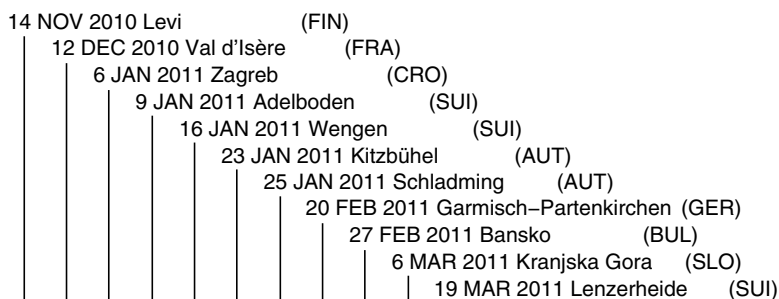 14 NOV 2010 Levi (FIN)
12 DEC 2010 Val d'Isère (FRA)
6 JAN 2011 Zagreb (CRO)
9 JAN 2011 Adelboden (SUI)
16 JAN 2011 Wengen (SUI)
23 JAN 2011 Kitzbühel (AUT)
25 JAN 2011 Schladming (AUT)
20 FEB 2011 Garmisch–Partenkirchen (GER)
27 FEB 2011 Bansko (BUL)
6 MAR 2011 Kranjska Gora (SLO)
19 MAR 2011 Lenzerheide (SUI)